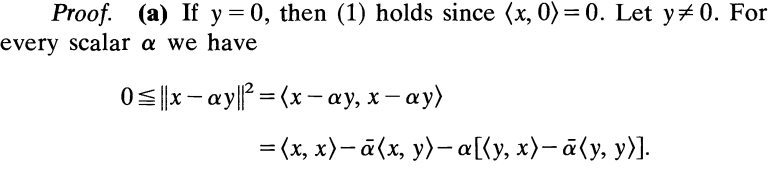 Proof. (a) If y = 0, then (1) holds since ⟨x, 0⟩ = 0. Let y ≠ 0. For
every scalar α we have
0 ≦ ‖x − αy‖² = ⟨x − αy, x − αy⟩
= ⟨x, x⟩ − ᾱ⟨x, y⟩ − α[⟨y, x⟩ − ᾱ⟨y, y⟩].